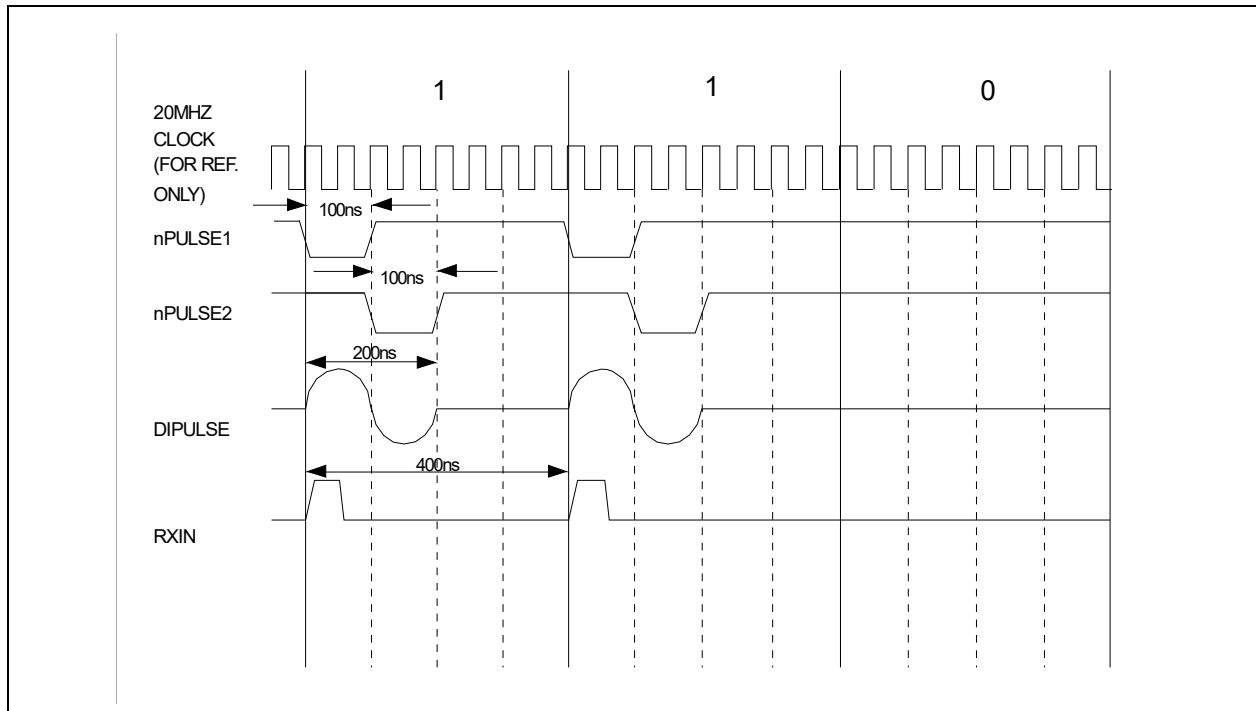 1 1 0
20MHZ
CLOCK
(FOR REF.
ONLY)
100ns
nPULSE1
100ns
nPULSE2
200ns
DIPULSE
400ns
RXIN